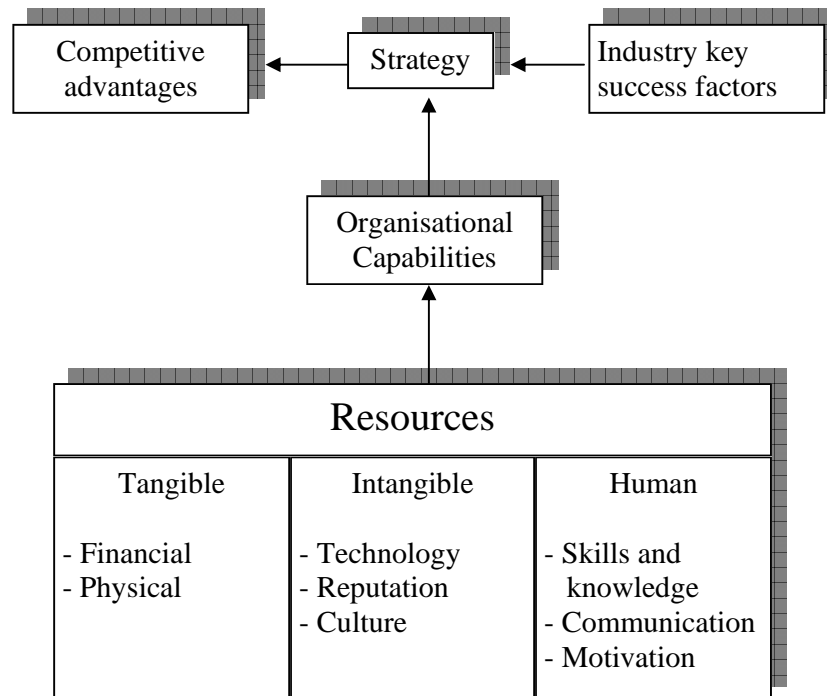 Competitive
advantages
Strategy
Industry key
success factors
Organisational
Capabilities
Resources
Tangible
- Financial
- Physical
Intangible
- Technology
- Reputation
- Culture
Human
- Skills and
knowledge
- Communication
- Motivation